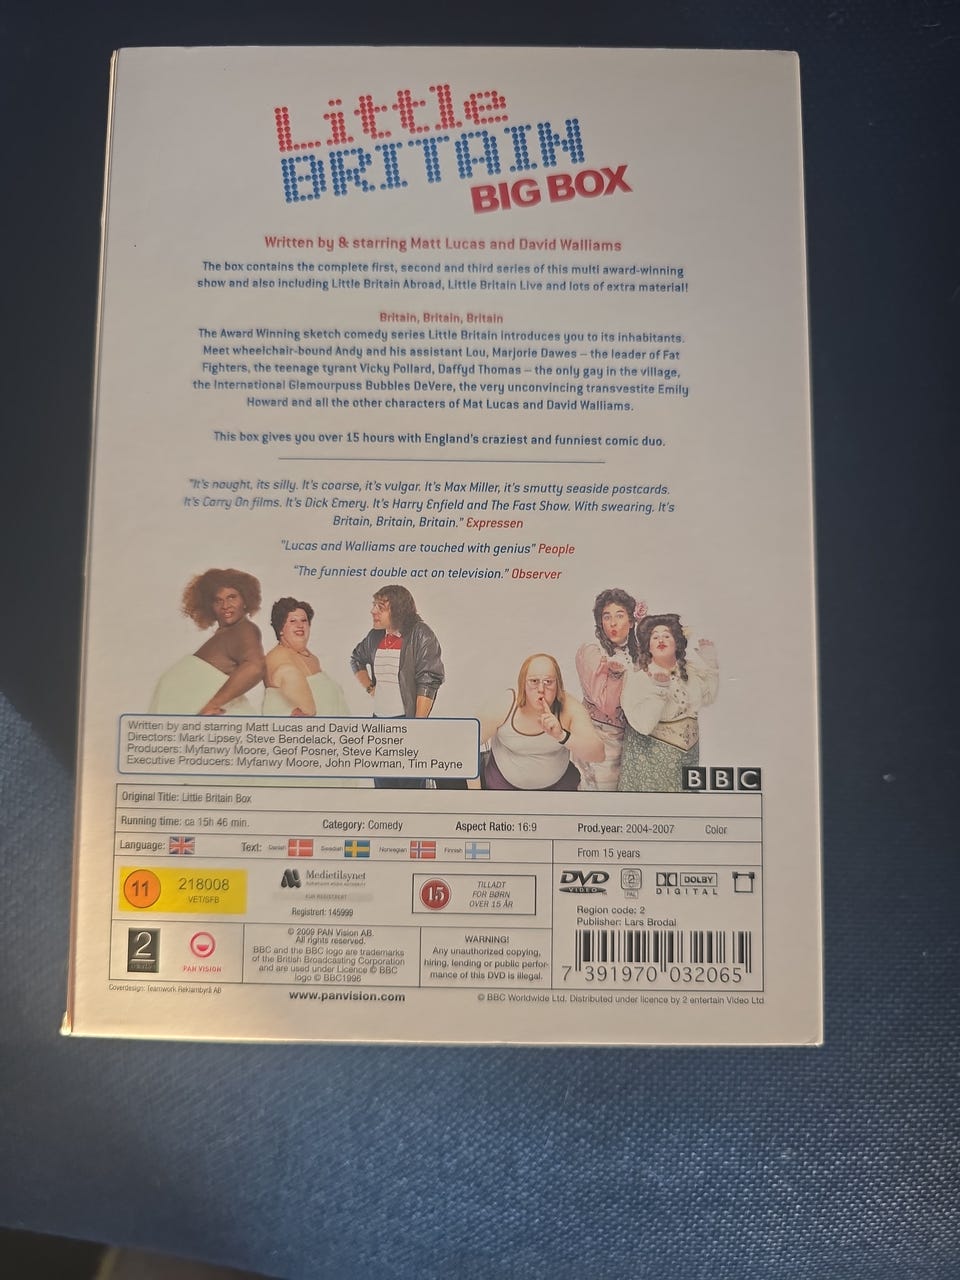 Little
BRITAIN
BIG BOX
Written by & starring Matt Lucas and David Walliams
The box contains the complete first, second and third series of this multi award-winning
show and also including Little Britain Abroad, Little Britain Live and lots of extra material!
Britain, Britain, Britain
The Award Winning sketch comedy series Little Britain introduces you to its inhabitants.
Meet wheelchair-bound Andy and his assistant Lou, Marjorie Dawes – the leader of Fat
Fighters, the teenage tyrant Vicky Pollard, Daffyd Thomas – the only gay in the village,
the International Glamourpuss Bubbles DeVere, the very unconvincing transvestite Emily
Howard and all the other characters of Mat Lucas and David Walliams.
This box gives you over 15 hours with England's craziest and funniest comic duo.
"It's nought, its silly. It's coarse, it's vulgar. It's Max Miller, it's smutty seaside postcards.
It's Carry On films. It's Dick Emery. It's Harry Enfield and The Fast Show. With swearing. It's
Britain, Britain, Britain." Expressen
"Lucas and Walliams are touched with genius" People
"The funniest double act on television." Observer
Written by and starring Matt Lucas and David Walliams
Directors: Mark Lipsey, Steve Bendelack, Geof Posner
Producers: Myfanwy Moore, Geof Posner, Steve Kamsley
Executive Producers: Myfanwy Moore, John Plowman, Tim Payne
BBC
Original Title: Little Britain Box
Running time: ca 15h 46 min. Category: Comedy Aspect Ratio: 16:9 Prod.year: 2004-2007 Color
Language: Text: Danish Swedish Norwegian Finnish
From 15 years
11 218008
VET/SFB
Medietilsynet
NORWEGIAN MEDIA AUTHORITY
Registrert: 145999
15
TILLADT
FOR BØRN
OVER 15 ÅR
DVD
VIDEO
2
PAL
DOLBY
DIGITAL
Region code: 2
Publisher: Lars Brodal
2
entertain
PAN VISION
© 2009 PAN Vision AB.
All rights reserved.
BBC and the BBC logo are trademarks
of the British Broadcasting Corporation
and are used under Licence © BBC
logo © BBC1996
WARNING!
Any unauthorized copying,
hiring, lending or public perfor-
mance of this DVD is illegal.
7 391970 032065
Coverdesign: Teamwork Reklambyrå AB
www.panvision.com
© BBC Worldwide Ltd. Distributed under licence by 2 entertain Video Ltd